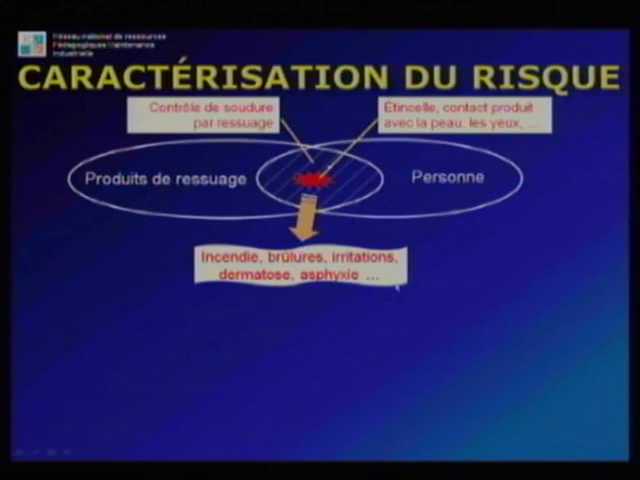 Réseau national de ressources
Pédagogiques Maintenance
industrielle
CARACTÉRISATION DU RISQUE
Contrôle de soudure
par ressuage
Étincelle, contact produit
avec la peau, les yeux, ...
Produits de ressuage
Personne
Incendie, brûlures, irritations,
dermatose, asphyxie ...